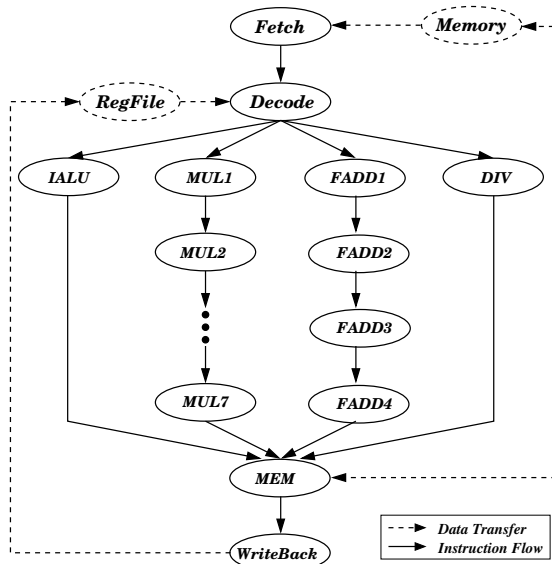 Fetch
Memory
RegFile
Decode
IALU
MUL1
FADD1
DIV
MUL2
FADD2
FADD3
MUL7
FADD4
MEM
WriteBack
Data Transfer
Instruction Flow